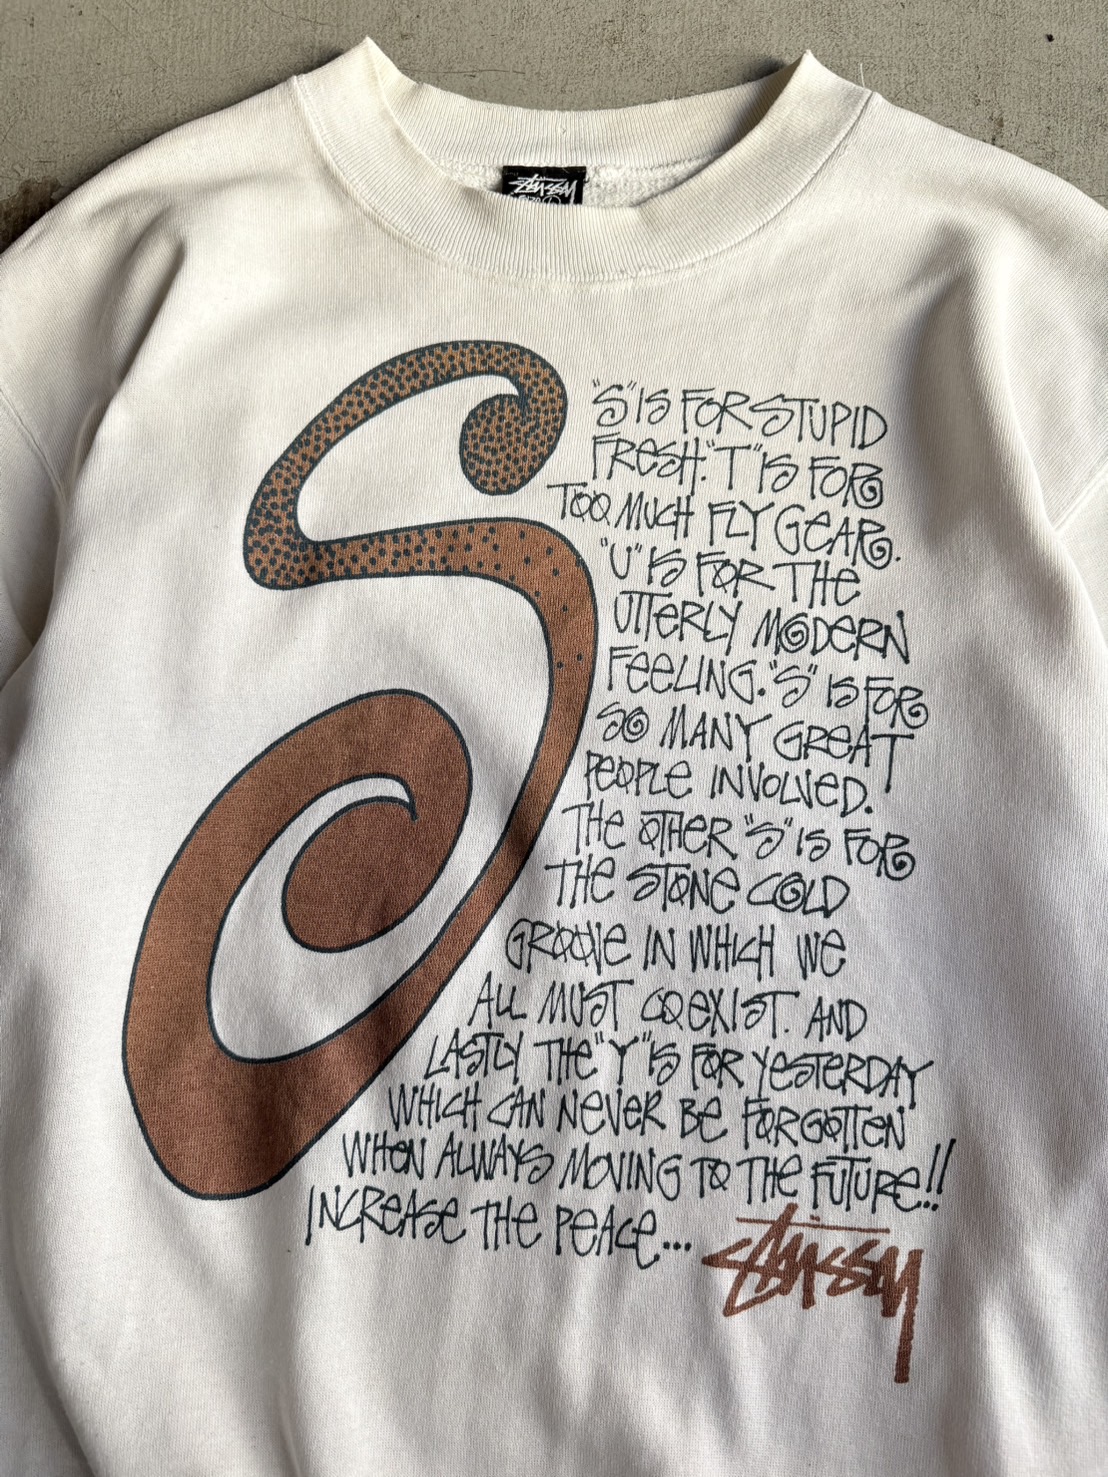 STÜSSY
"S" IS FOR STUPID
FRESH. "T" IS FOR
TOO MUCH FLY GEAR.
"U" IS FOR THE
UTTERLY MODERN
FEELING. "S" IS FOR
SO MANY GREAT
PEOPLE INVOLVED.
THE OTHER "S" IS FOR
THE STONE COLD
GROOVE IN WHICH WE
ALL MUST COEXIST. AND
LASTLY THE "Y" IS FOR YESTERDAY
WHICH CAN NEVER BE FORGOTTEN
WHEN ALWAYS MOVING TO THE FUTURE!!
INCREASE THE PEACE...
STÜSSY